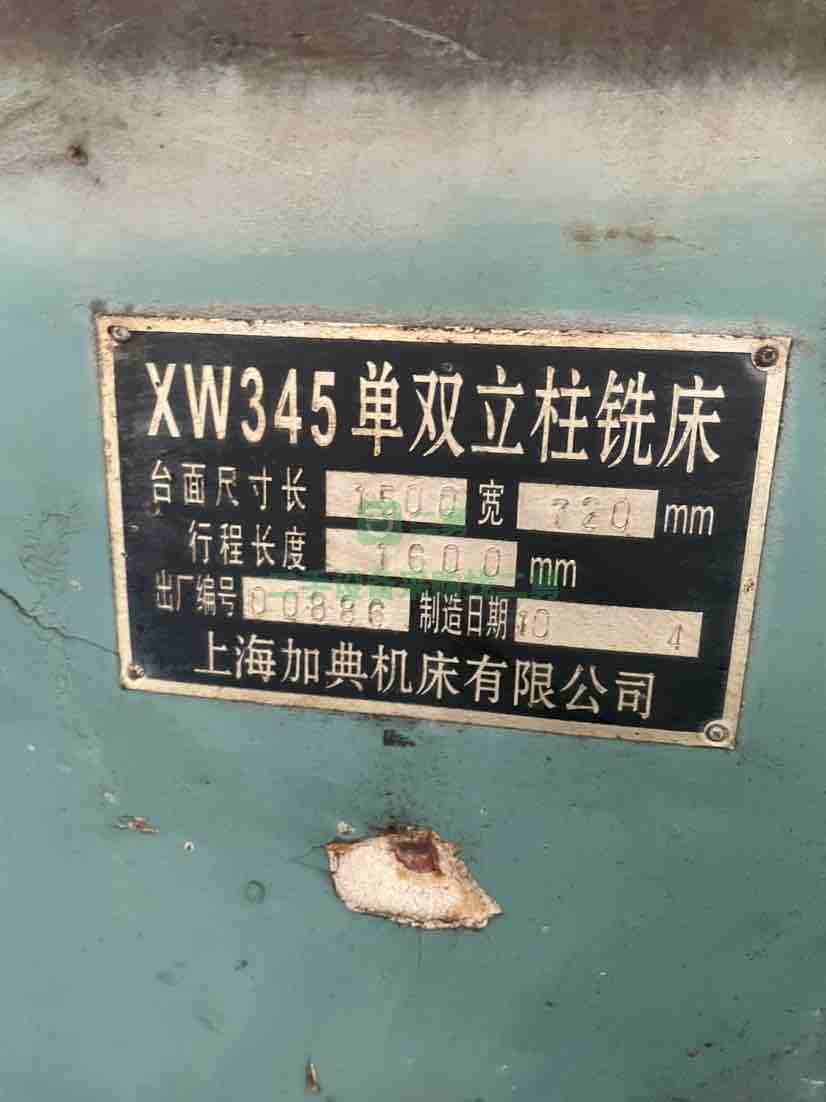 XW345单双立柱铣床
台面尺寸长 1500 宽 720 mm
行程长度 1600 mm
出厂编号 00886 制造日期 10 4
上海加典机床有限公司